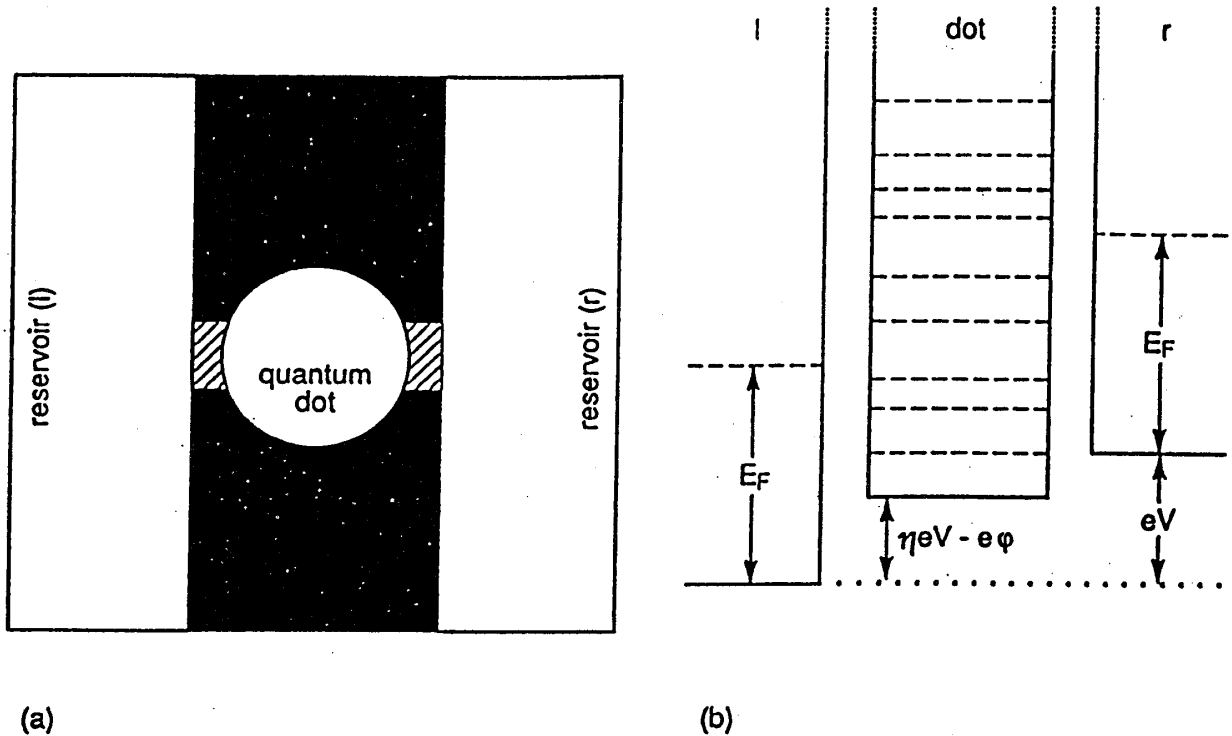 reservoir (l)
quantum
dot
reservoir (r)
(a)
l
dot
r
E_F
ηeV - eφ
E_F
eV
(b)